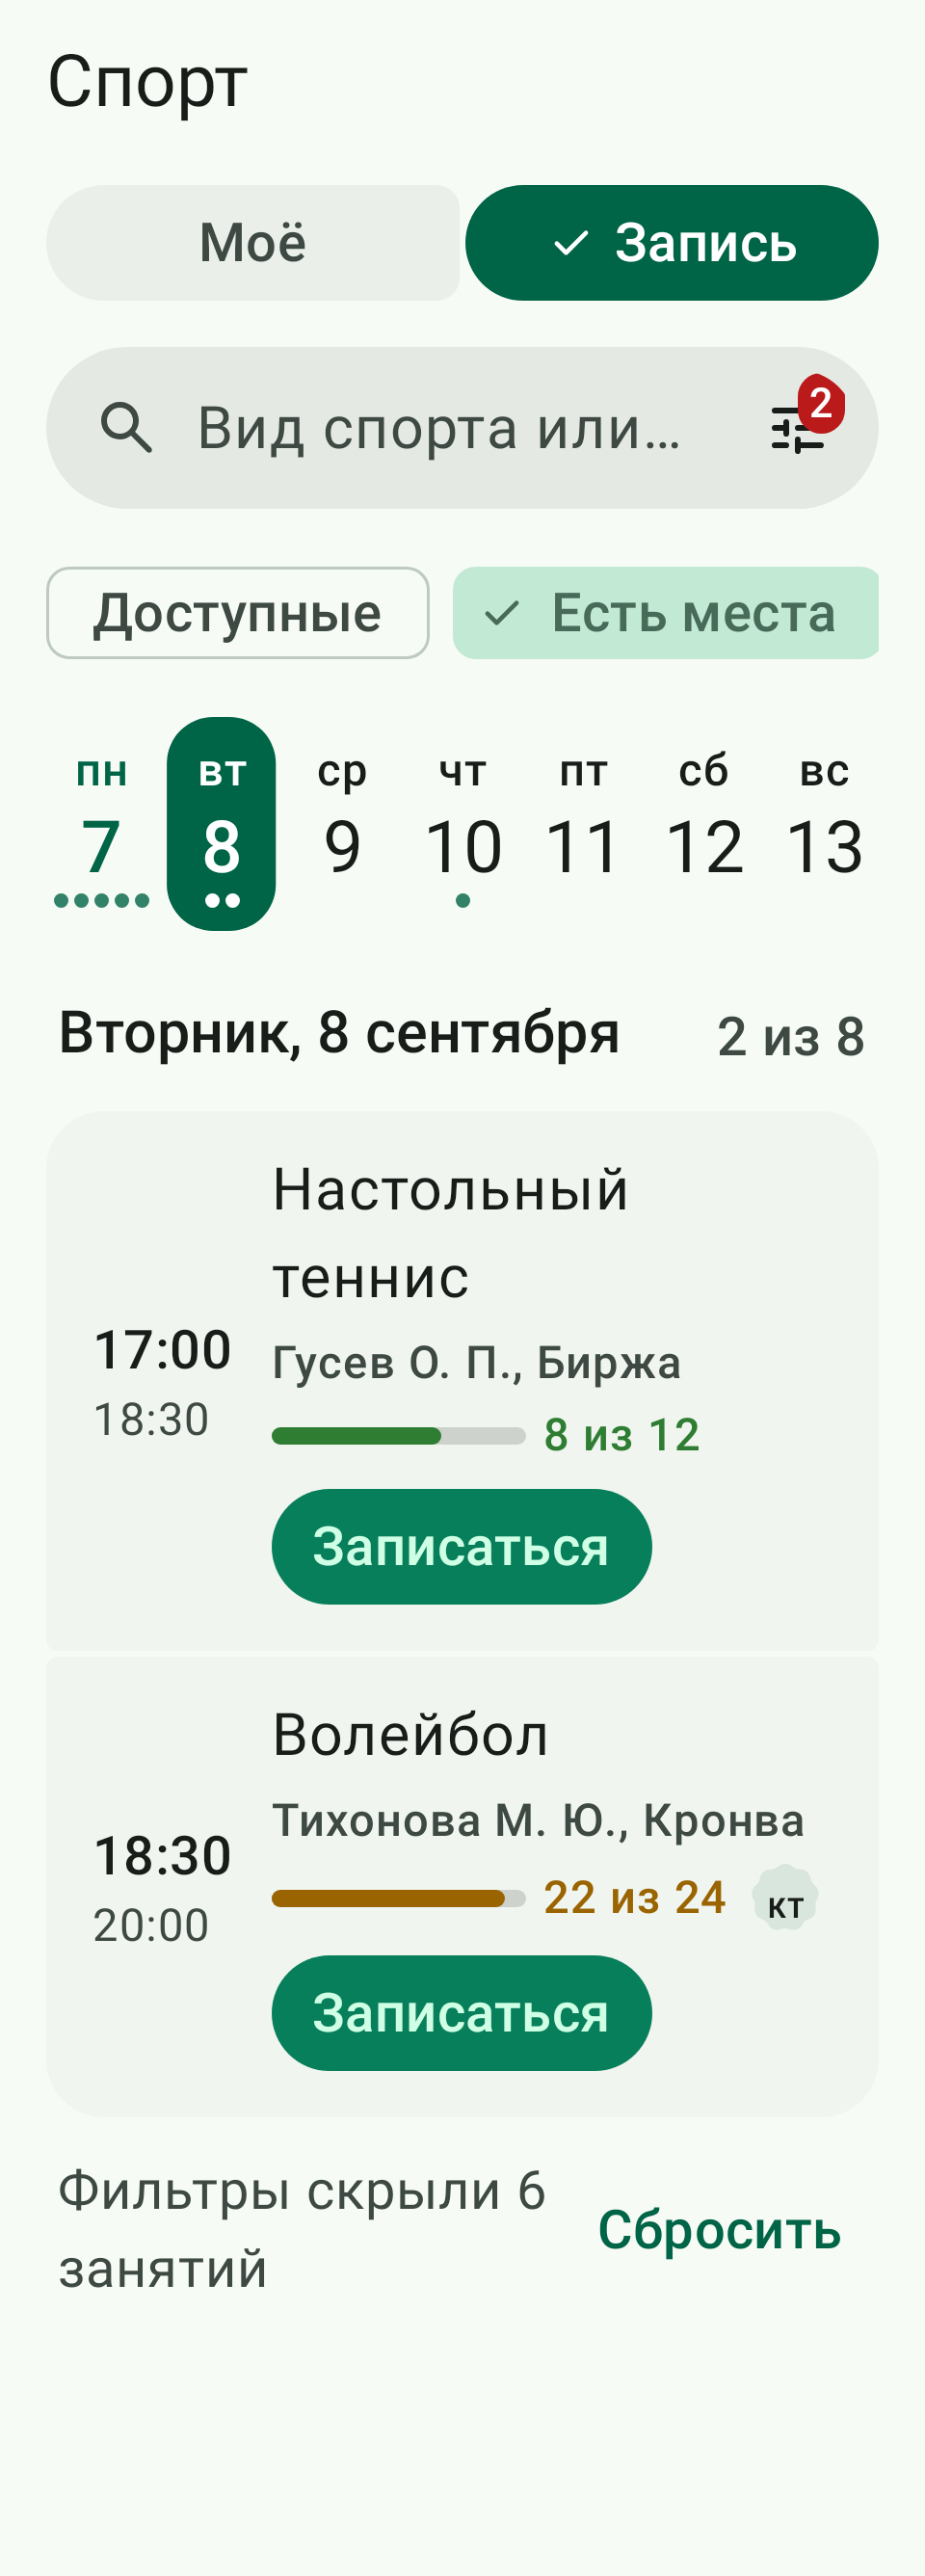 Спорт
Моё
Запись
Вид спорта или…
2
Доступные
Есть места
пн вт ср чт пт сб вс
7 8 9 10 11 12 13
Вторник, 8 сентября
2 из 8
Настольный
теннис
17:00
18:30
Гусев О. П., Биржа
8 из 12
Записаться
Волейбол
Тихонова М. Ю., Кронва
18:30
20:00
22 из 24
кт
Записаться
Фильтры скрыли 6
занятий
Сбросить